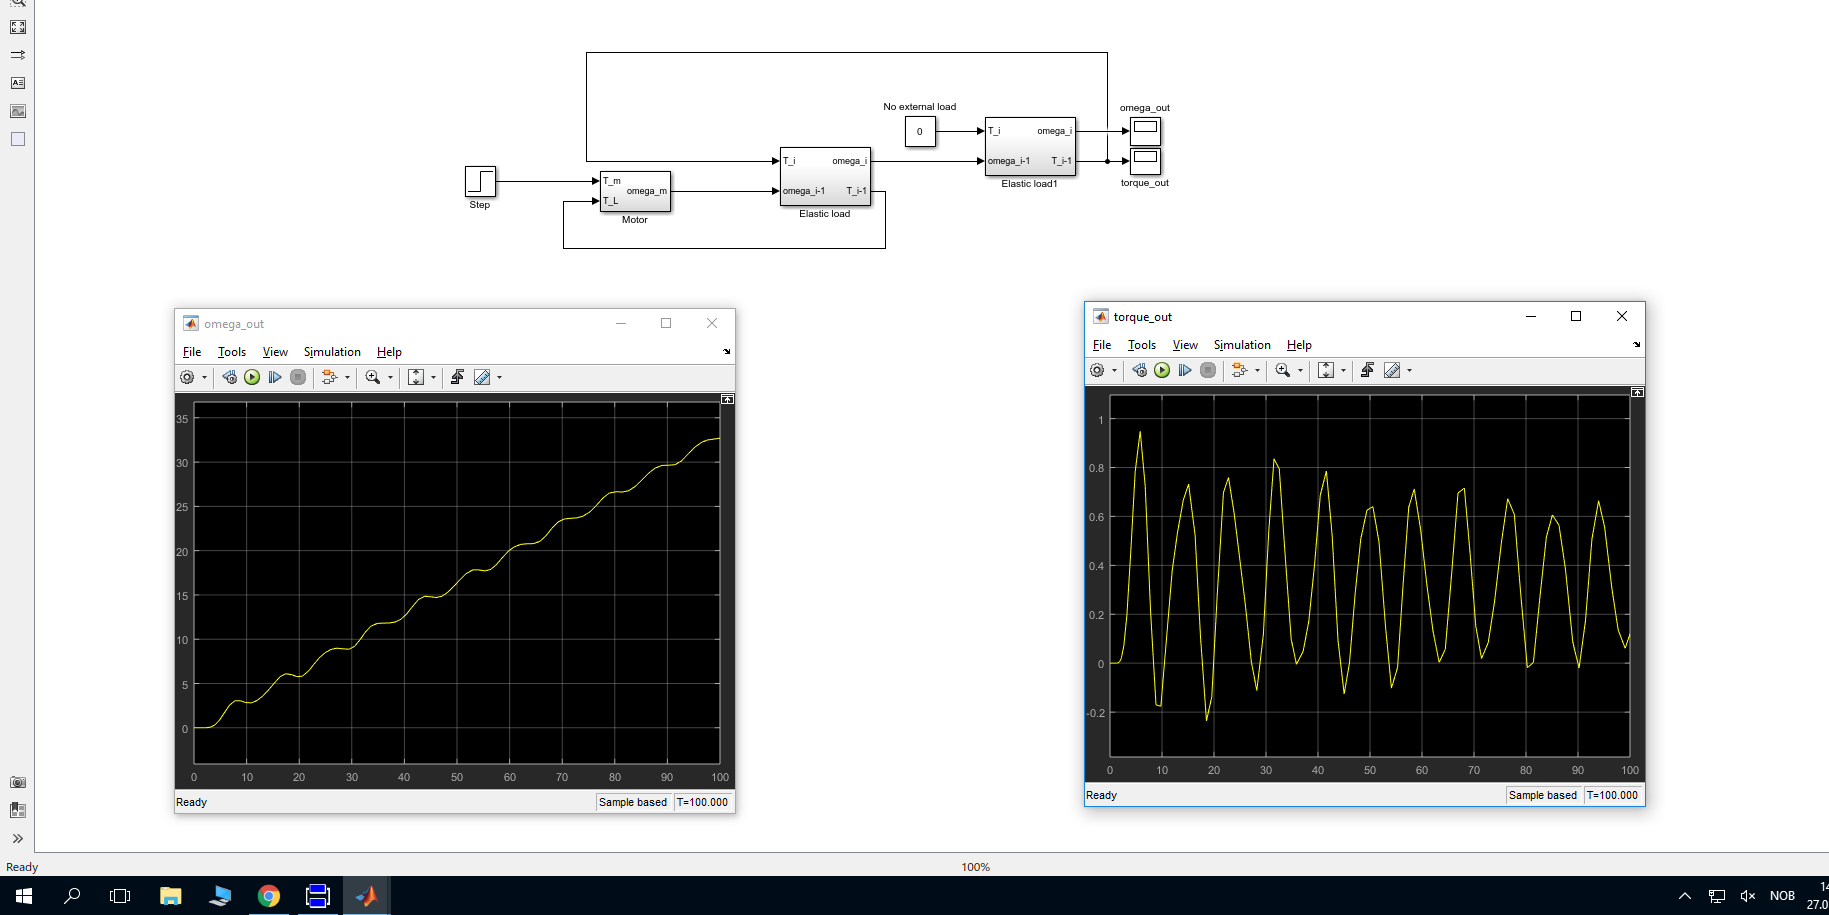 No external load
omega_out
0
T_i
omega_i
omega_i-1
T_i-1
Elastic load1
torque_out
T_i
omega_i
omega_i-1
T_i-1
Elastic load
T_m
omega_m
T_L
Motor
Step
omega_out
File Tools View Simulation Help
35
30
25
20
15
10
5
0
0 10 20 30 40 50 60 70 80 90 100
Ready Sample based T=100.000
torque_out
File Tools View Simulation Help
1
0.8
0.6
0.4
0.2
0
-0.2
0 10 20 30 40 50 60 70 80 90 100
Ready Sample based T=100.000
Ready 100%
NOB